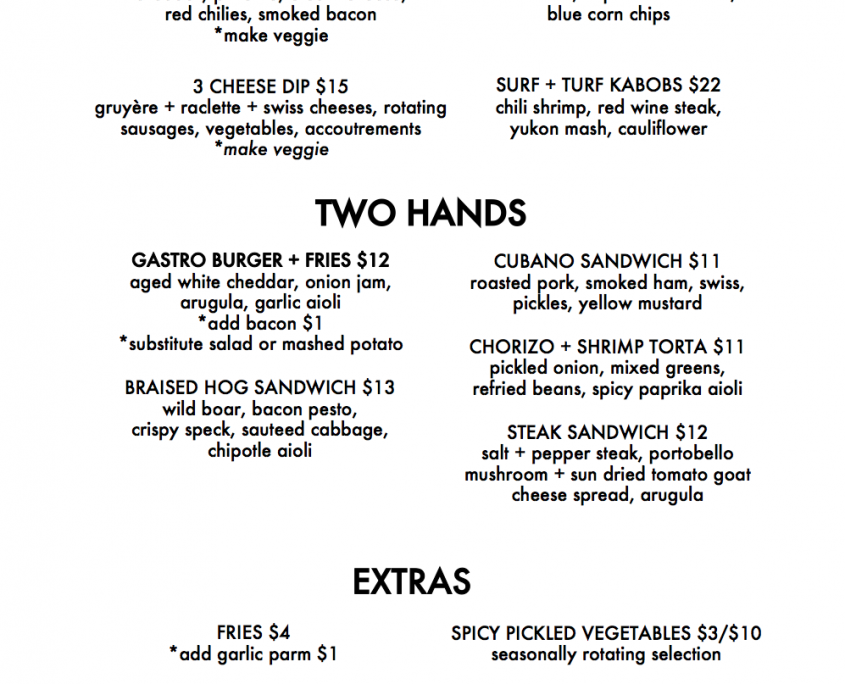 red chilies, smoked bacon
*make veggie
blue corn chips
3 CHEESE DIP $15
gruyère + raclette + swiss cheeses, rotating
sausages, vegetables, accoutrements
*make veggie
SURF + TURF KABOBS $22
chili shrimp, red wine steak,
yukon mash, cauliflower
TWO HANDS
GASTRO BURGER + FRIES $12
aged white cheddar, onion jam,
arugula, garlic aioli
*add bacon $1
*substitute salad or mashed potato
BRAISED HOG SANDWICH $13
wild boar, bacon pesto,
crispy speck, sauteed cabbage,
chipotle aioli
CUBANO SANDWICH $11
roasted pork, smoked ham, swiss,
pickles, yellow mustard
CHORIZO + SHRIMP TORTA $11
pickled onion, mixed greens,
refried beans, spicy paprika aioli
STEAK SANDWICH $12
salt + pepper steak, portobello
mushroom + sun dried tomato goat
cheese spread, arugula
EXTRAS
FRIES $4
*add garlic parm $1
SPICY PICKLED VEGETABLES $3/$10
seasonally rotating selection